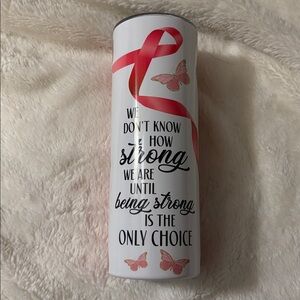 WE
DON'T KNOW
HOW
strong
WE ARE
UNTIL
being strong
IS THE
ONLY CHOICE